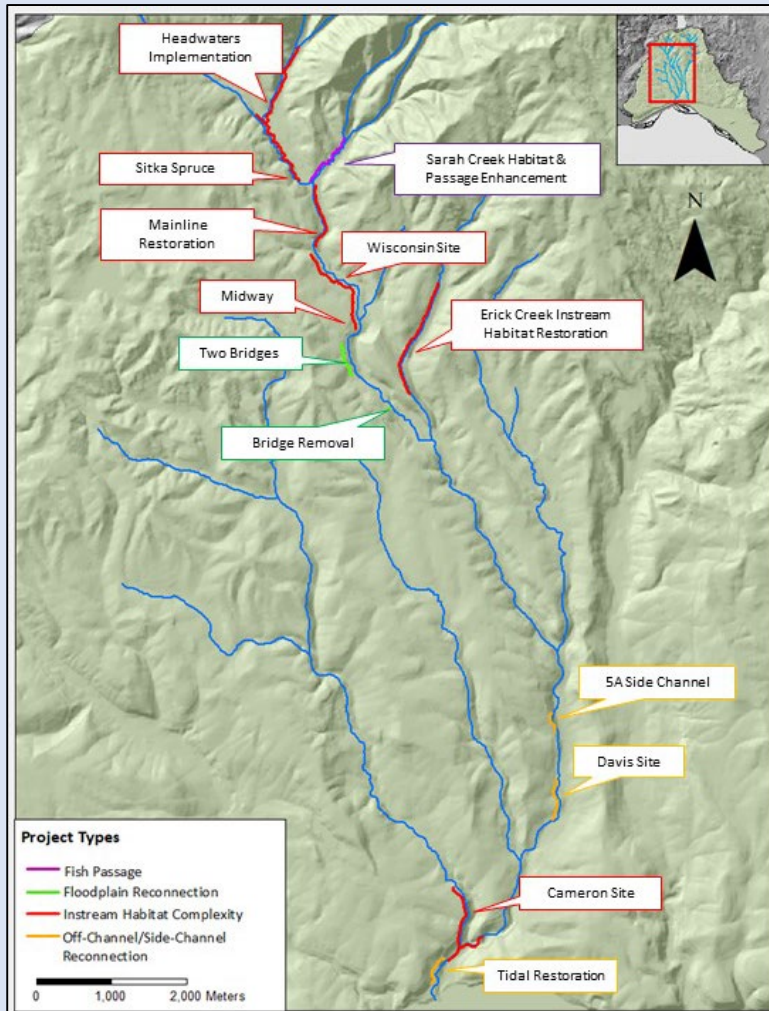 Headwaters
Implementation
Sitka Spruce
Sarah Creek Habitat &
Passage Enhancement
N
Mainline
Restoration
Wisconsin Site
Midway
Erick Creek Instream
Habitat Restoration
Two Bridges
Bridge Removal
5A Side Channel
Davis Site
Cameron Site
Tidal Restoration
Project Types
Fish Passage
Floodplain Reconnection
Instream Habitat Complexity
Off-Channel/Side-Channel
Reconnection
0 1,000 2,000 Meters